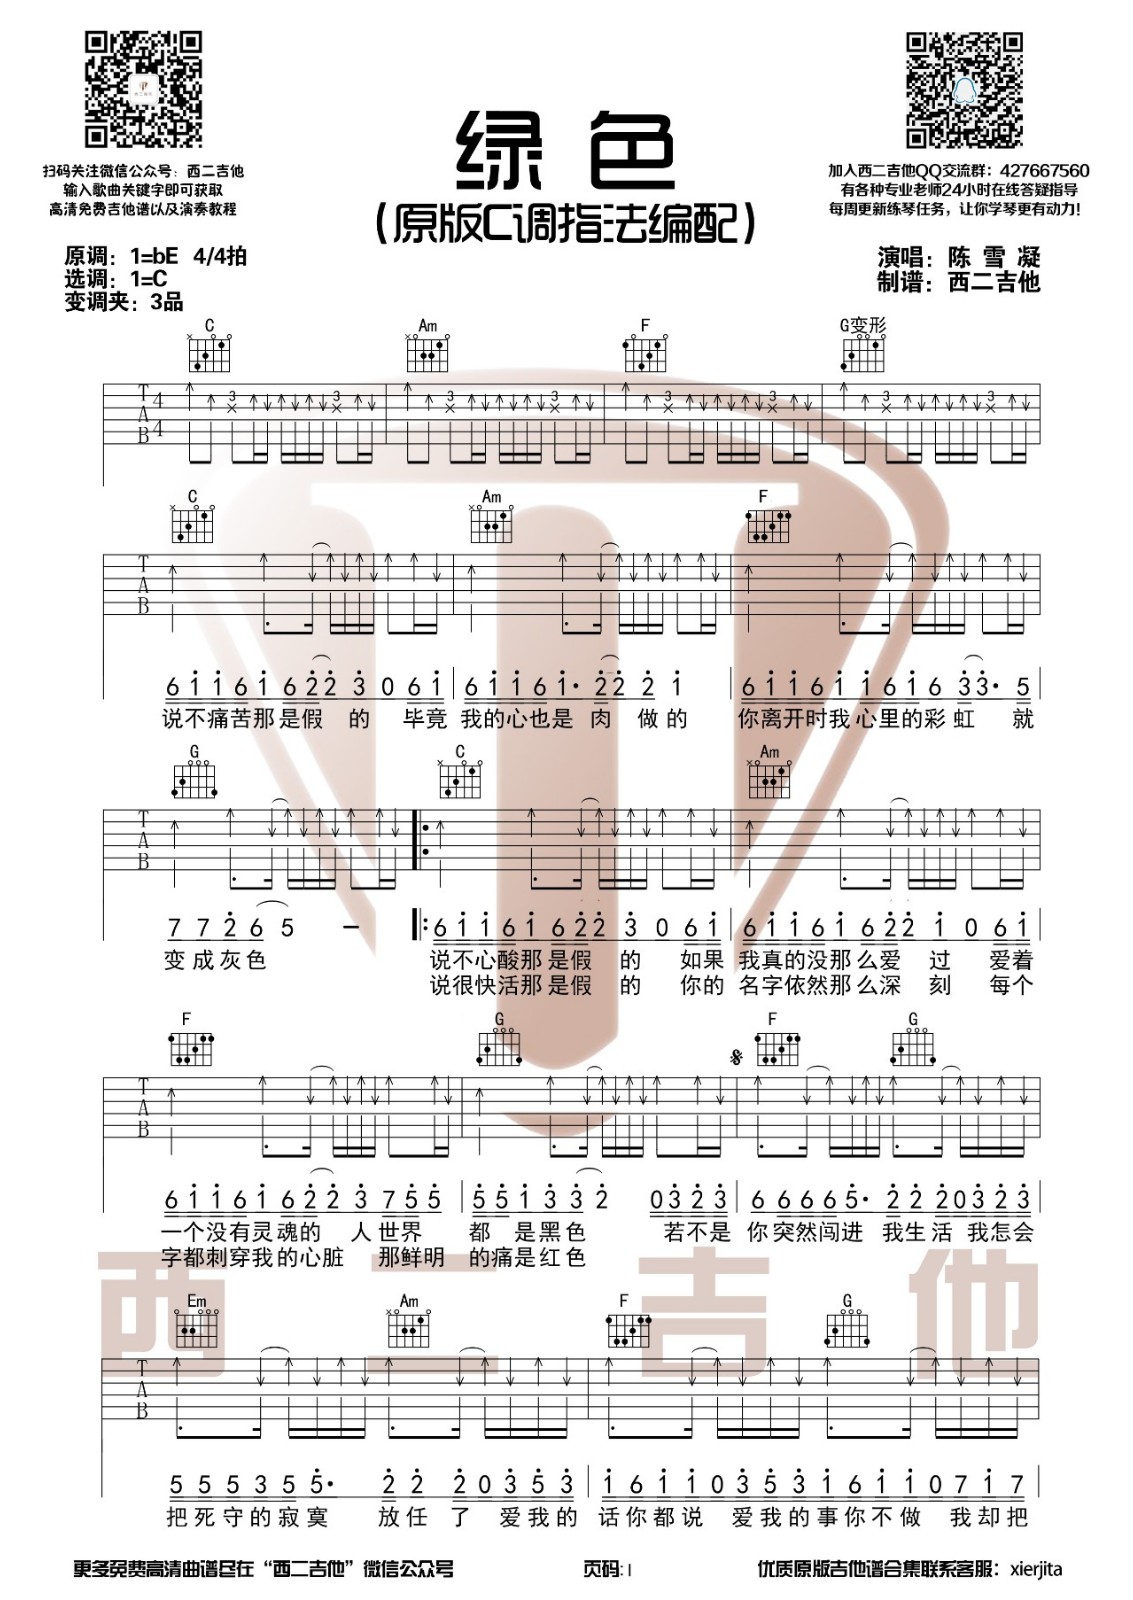 绿色
(原版C调指法编配)
扫码关注微信公众号：西二吉他
输入歌曲关键字即可获取
高清免费吉他谱以及演奏教程
加入西二吉他QQ交流群：427667560
有各种专业老师24小时在线答疑指导
每周更新练琴任务，让你学琴更有动力！
原调：1=bE 4/4拍
选调：1=C
变调夹：3品
演唱：陈 雪 凝
制谱：西二吉他
C Am F G变形
T A B 4 4 3 3 3 3 3 3 3 3
C Am F
T A B
6 1 1 6 1 6 2 2 3 0 6 1 6 1 1 6 1· 2 2 2 1 6 1 1 6 1 1 6 1 6 3 3· 5
说不痛苦那是假 的 毕竟 我的心也是 肉 做的 你离开时我心里的彩虹 就
G C Am
T A B
7 7 2 6 5 － 6 1 1 6 1 6 2 2 3 0 6 1 6 1 1 6 1 6 2 2 1 0 6 1
变成灰色 说不心酸那是假 的 如果 我真的没那么爱 过 爱着
说很快活那是假 的 你的 名字依然那么深 刻 每个
F G F G
T A B
6 1 1 6 1 6 2 2 3 7 5 5 5 5 1 3 3 2 0 3 2 3 6 6 6 6 5· 2 2 2 0 3 2 3
一个没有灵魂的 人世界 都 是黑色 若不是 你突然闯进 我生活 我怎会
字都刺穿我的心脏 那鲜明 的痛是红色
西二吉他
Em Am F G
T A B
5 5 5 3 5 5· 2 2 2 0 3 5 3 1 6 1 1 0 3 5 3 1 6 1 1 0 7 1 7
把死守的寂寞 放任了 爱我的 话你都说 爱我的事你不做 我却把
更多免费高清曲谱尽在“西二吉他”微信公众号
页码：1
优质原版吉他谱合集联系客服：xierjita